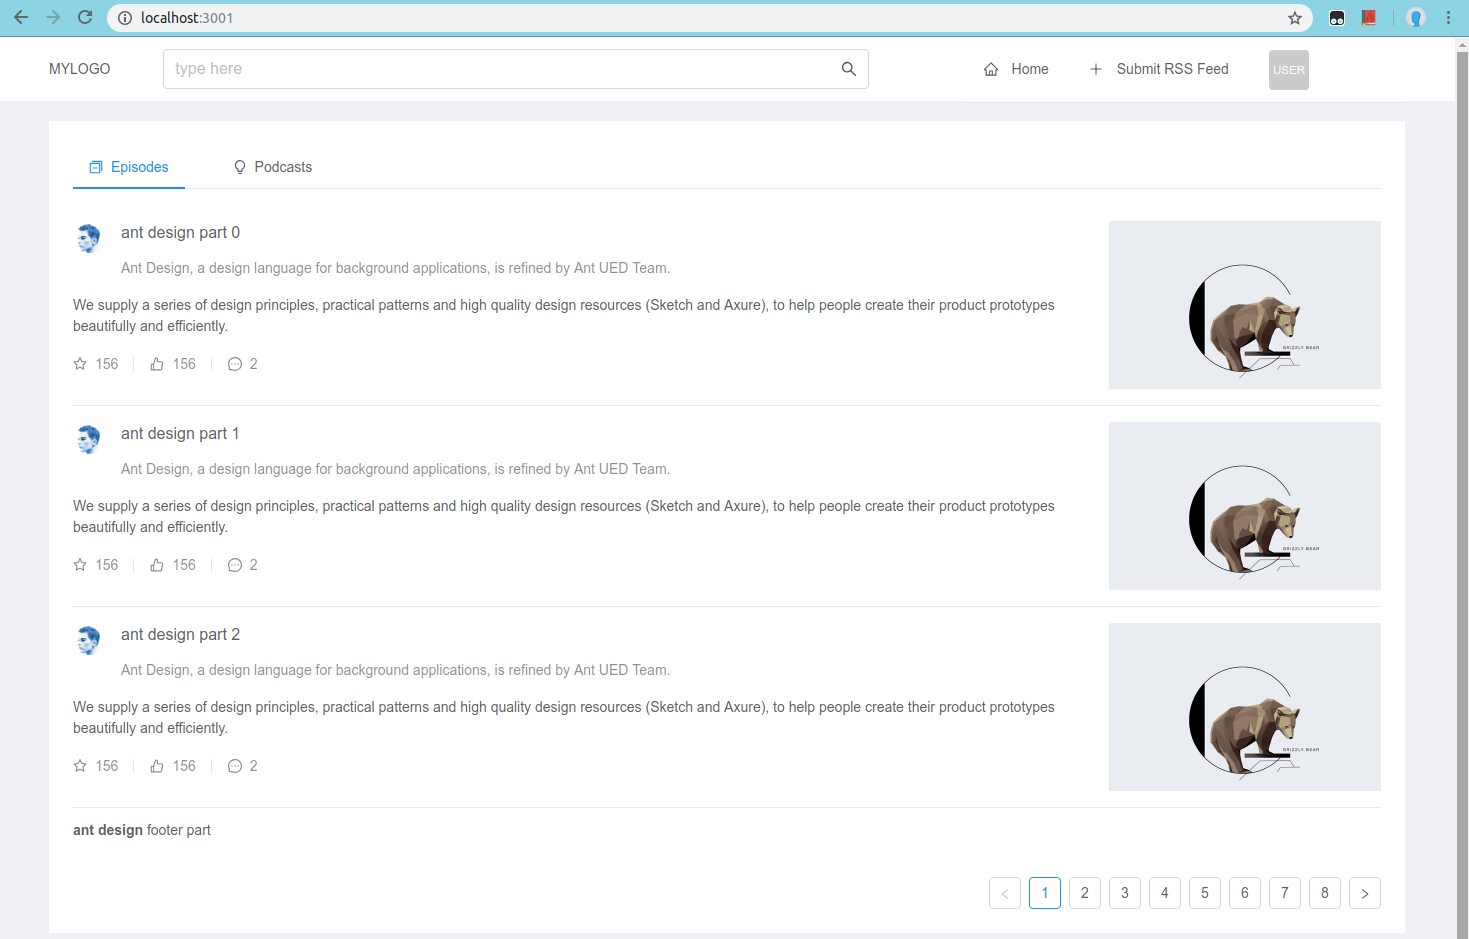 localhost:3001
MYLOGO
type here
Home
Submit RSS Feed
USER
Episodes
Podcasts
ant design part 0
Ant Design, a design language for background applications, is refined by Ant UED Team.
We supply a series of design principles, practical patterns and high quality design resources (Sketch and Axure), to help people create their product prototypes
beautifully and efficiently.
156 156 2
GRIZZLY BEAR
ant design part 1
Ant Design, a design language for background applications, is refined by Ant UED Team.
We supply a series of design principles, practical patterns and high quality design resources (Sketch and Axure), to help people create their product prototypes
beautifully and efficiently.
156 156 2
GRIZZLY BEAR
ant design part 2
Ant Design, a design language for background applications, is refined by Ant UED Team.
We supply a series of design principles, practical patterns and high quality design resources (Sketch and Axure), to help people create their product prototypes
beautifully and efficiently.
156 156 2
GRIZZLY BEAR
ant design footer part
< 1 2 3 4 5 6 7 8 >